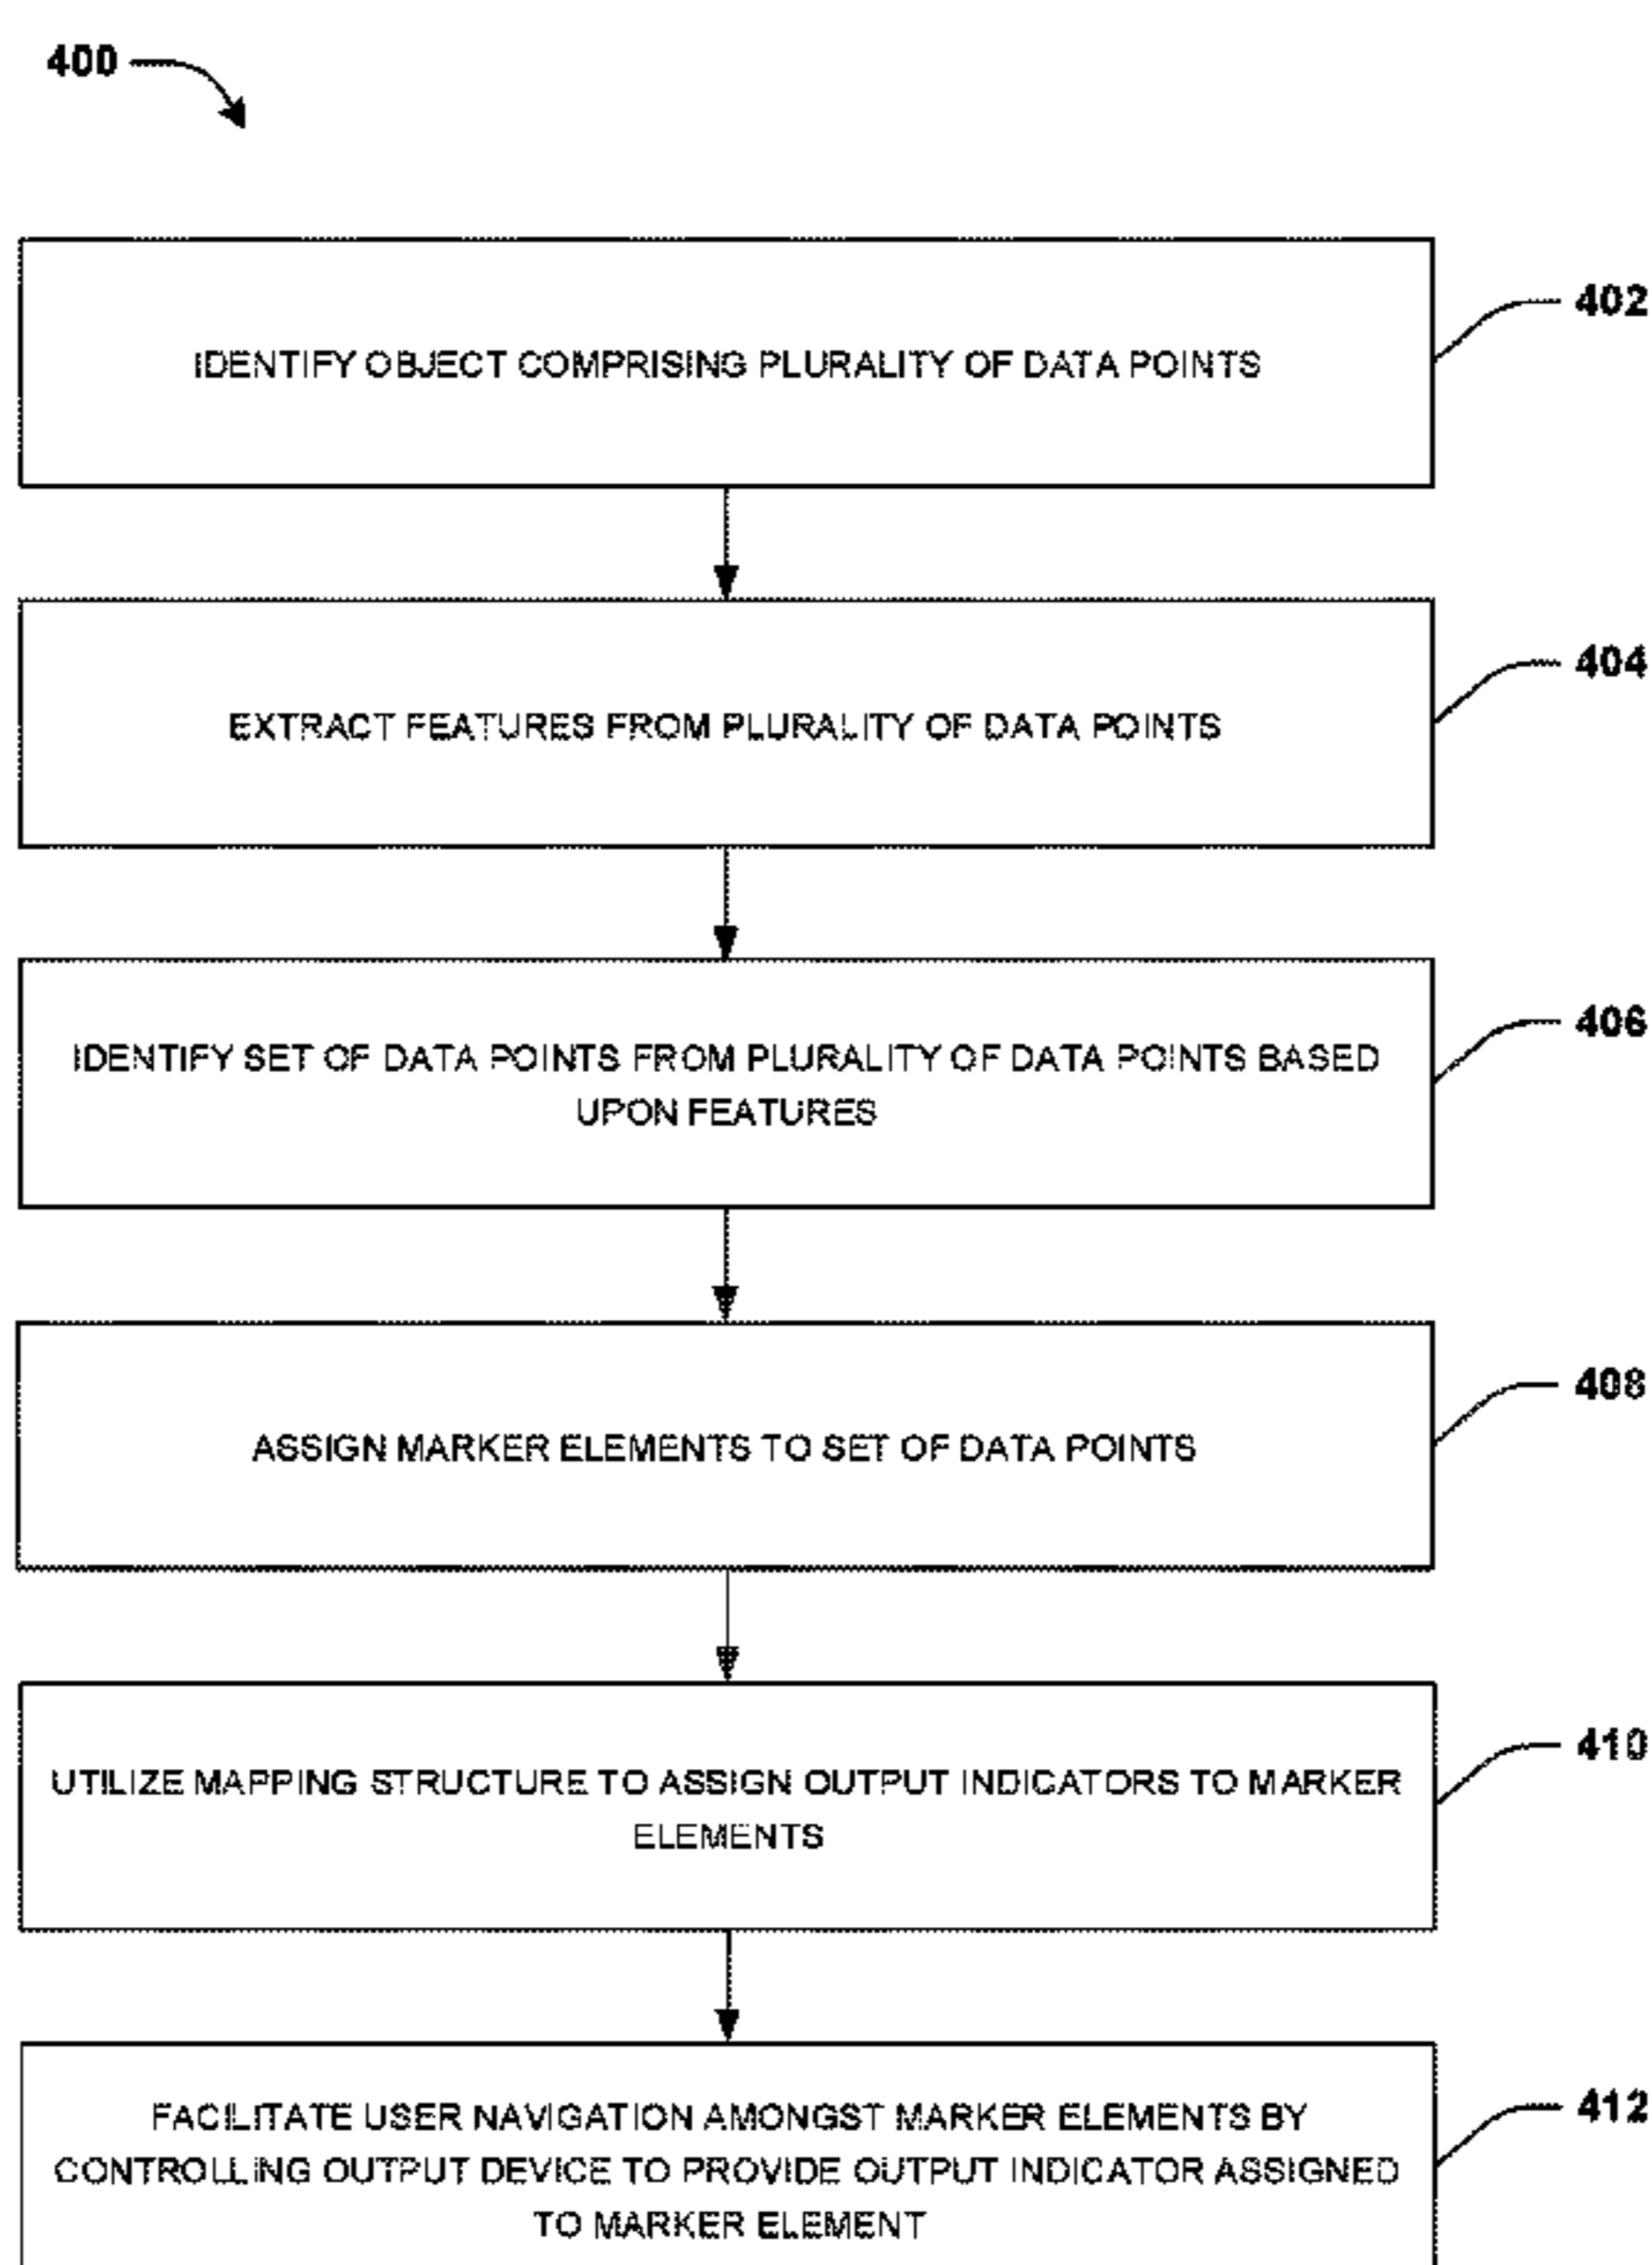 400
IDENTIFY OBJECT COMPRISING PLURALITY OF DATA POINTS
402
EXTRACT FEATURES FROM PLURALITY OF DATA POINTS
404
IDENTIFY SET OF DATA POINTS FROM PLURALITY OF DATA POINTS BASED
UPON FEATURES
406
ASSIGN MARKER ELEMENTS TO SET OF DATA POINTS
408
UTILIZE MAPPING STRUCTURE TO ASSIGN OUTPUT INDICATORS TO MARKER
ELEMENTS
410
FACILITATE USER NAVIGATION AMONGST MARKER ELEMENTS BY
CONTROLLING OUTPUT DEVICE TO PROVIDE OUTPUT INDICATOR ASSIGNED
TO MARKER ELEMENT
412